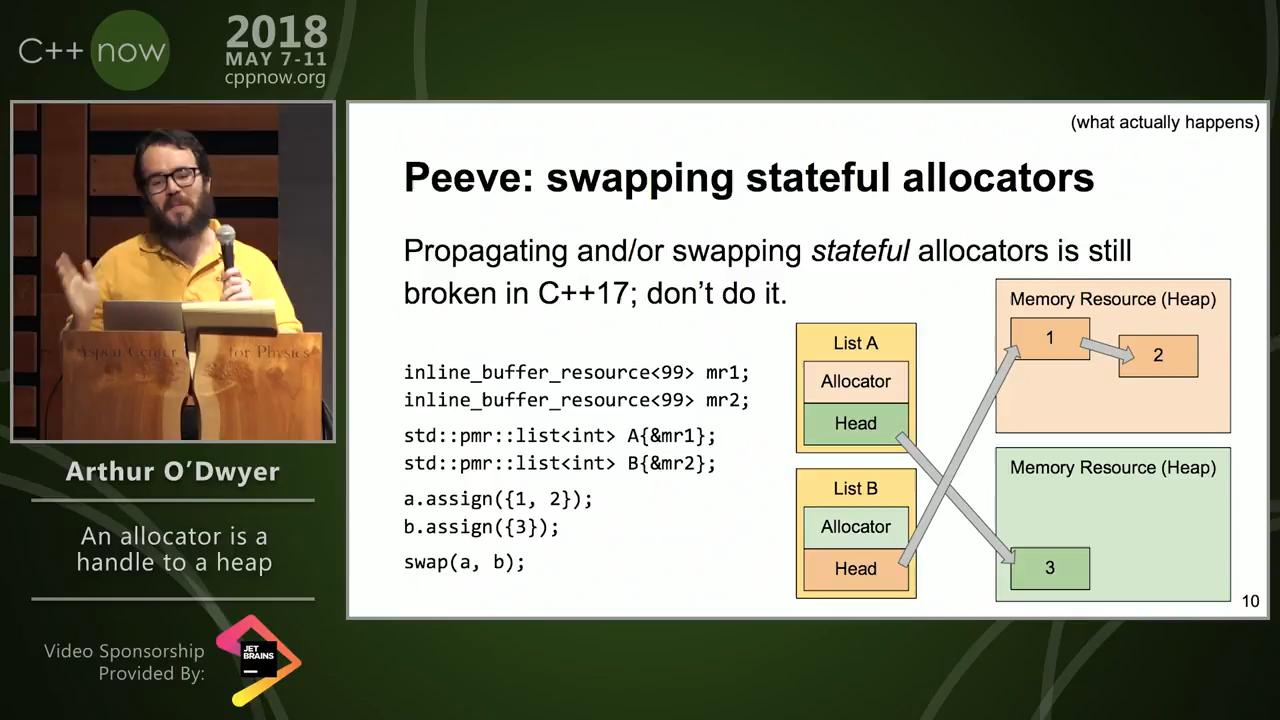 C++ now
2018
MAY 7-11
cppnow.org
Aspen Center for Physics
Arthur O’Dwyer
An allocator is a
handle to a heap
Video Sponsorship
Provided By:
JET
BRAINS
(what actually happens)
Peeve: swapping stateful allocators
Propagating and/or swapping stateful allocators is still
broken in C++17; don’t do it.
inline_buffer_resource<99> mr1;
inline_buffer_resource<99> mr2;
std::pmr::list<int> A{&mr1};
std::pmr::list<int> B{&mr2};
a.assign({1, 2});
b.assign({3});
swap(a, b);
List A
Allocator
Head
List B
Allocator
Head
Memory Resource (Heap)
1
2
Memory Resource (Heap)
3
10